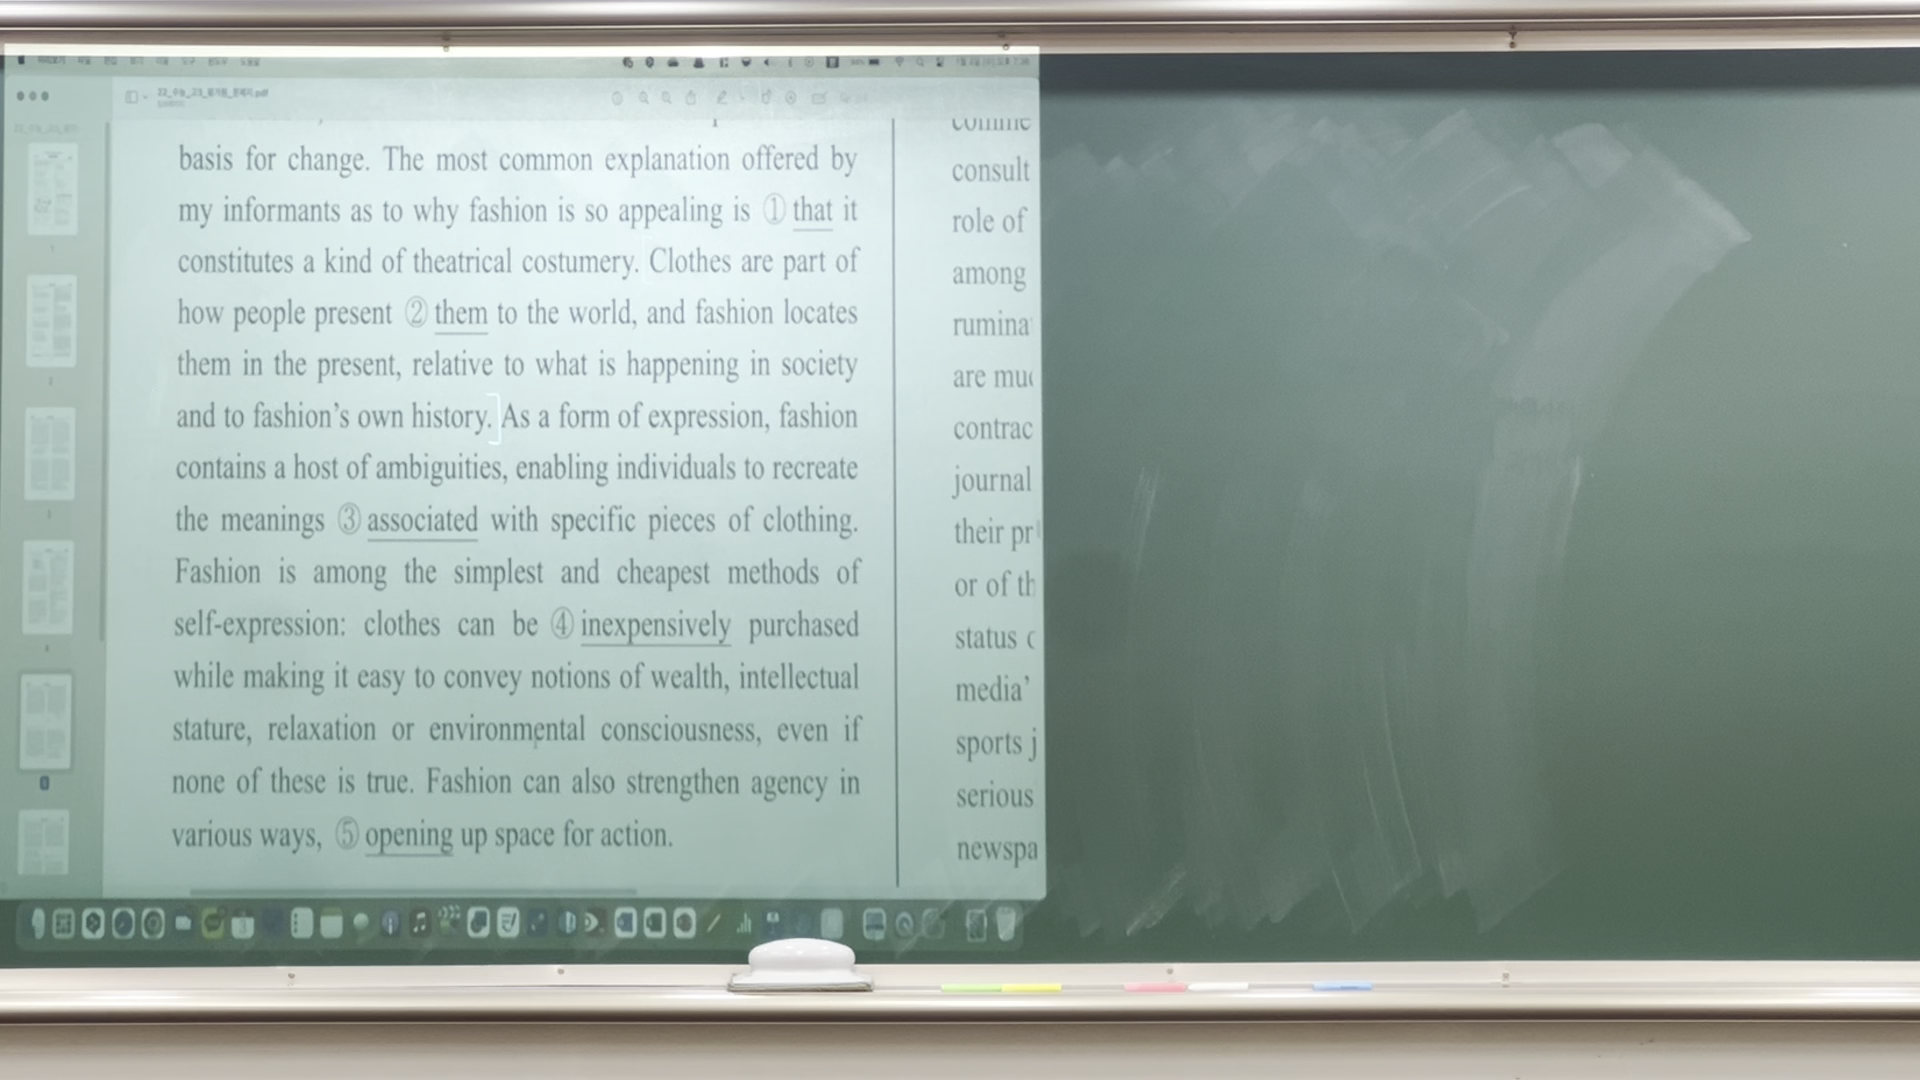 basis for change. The most common explanation offered by
my informants as to why fashion is so appealing is ① that it
constitutes a kind of theatrical costumery. Clothes are part of
how people present ② them to the world, and fashion locates
them in the present, relative to what is happening in society
and to fashion's own history. As a form of expression, fashion
contains a host of ambiguities, enabling individuals to recreate
the meanings ③ associated with specific pieces of clothing.
Fashion is among the simplest and cheapest methods of
self-expression: clothes can be ④ inexpensively purchased
while making it easy to convey notions of wealth, intellectual
stature, relaxation or environmental consciousness, even if
none of these is true. Fashion can also strengthen agency in
various ways, ⑤ opening up space for action.
consult
role of
among
rumina
are muc
contrac
journal
their pr
or of th
status c
media'
sports j
serious
newspa